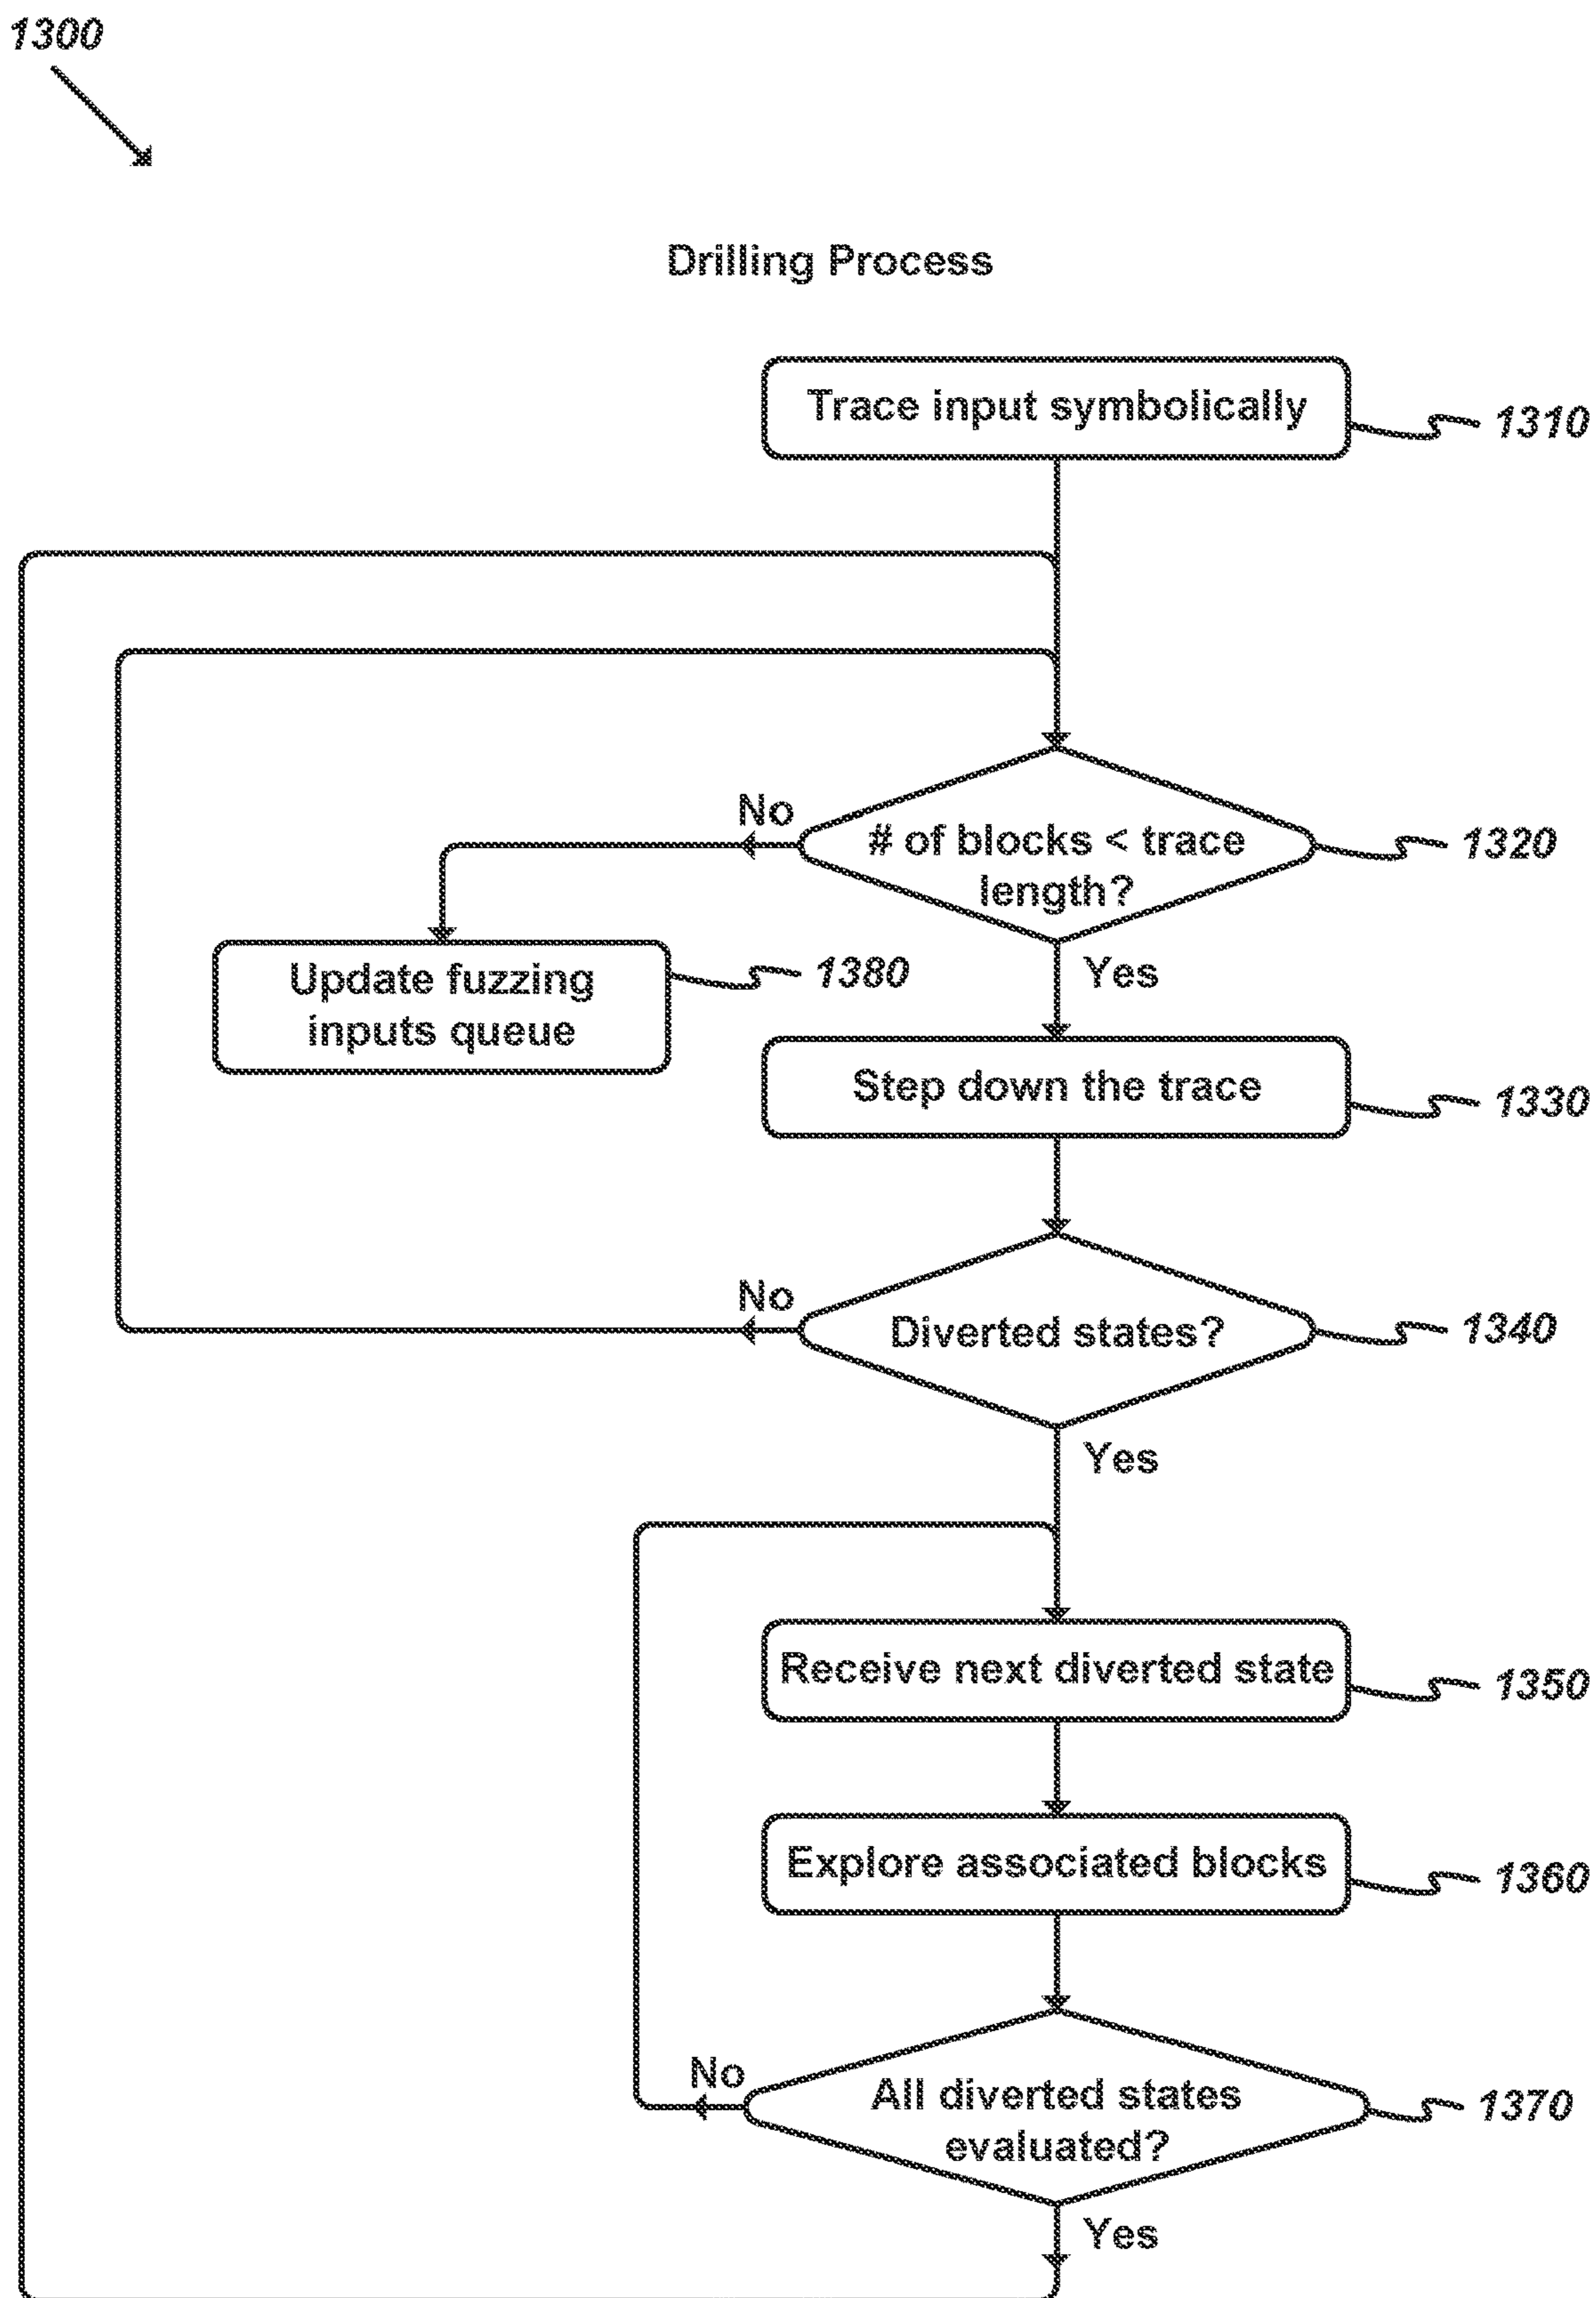 1300
Drilling Process
Trace input symbolically
1310
No
# of blocks < trace
length?
1320
Update fuzzing
inputs queue
1380
Yes
Step down the trace
1330
No
Diverted states?
1340
Yes
Receive next diverted state
1350
Explore associated blocks
1360
No
All diverted states
evaluated?
1370
Yes